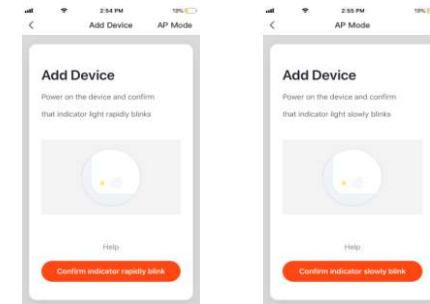 2:54 PM
19%
Add Device
AP Mode
Add Device
Power on the device and confirm
that indicator light rapidly blinks
Help
Confirm indicator rapidly blink
2:55 PM
19%
AP Mode
Add Device
Power on the device and confirm
that indicator light slowly blinks
Help
Confirm indicator slowly blink